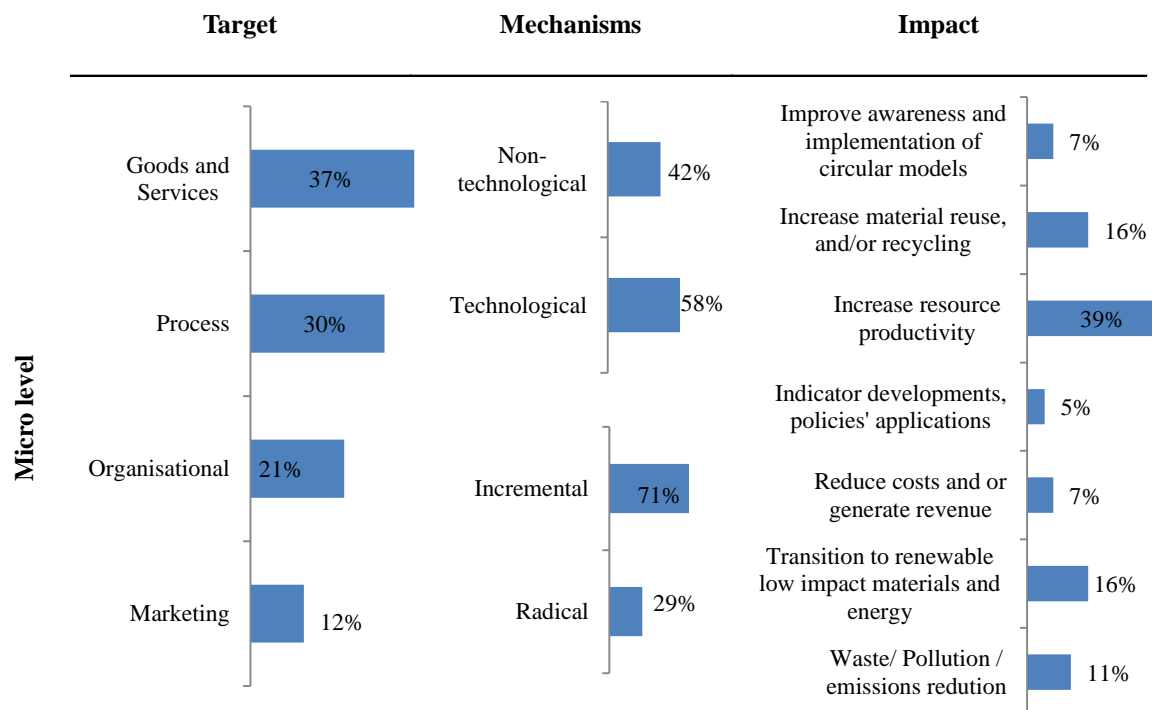 Target
Mechanisms
Impact
Micro level
Goods and
Services
37%
Process
30%
Organisational
21%
Marketing
12%
Non-
technological
42%
Technological
58%
Incremental
71%
Radical
29%
Improve awareness and
implementation of
circular models
7%
Increase material reuse,
and/or recycling
16%
Increase resource
productivity
39%
Indicator developments,
policies' applications
5%
Reduce costs and or
generate revenue
7%
Transition to renewable
low impact materials and
energy
16%
Waste/ Pollution /
emissions redution
11%